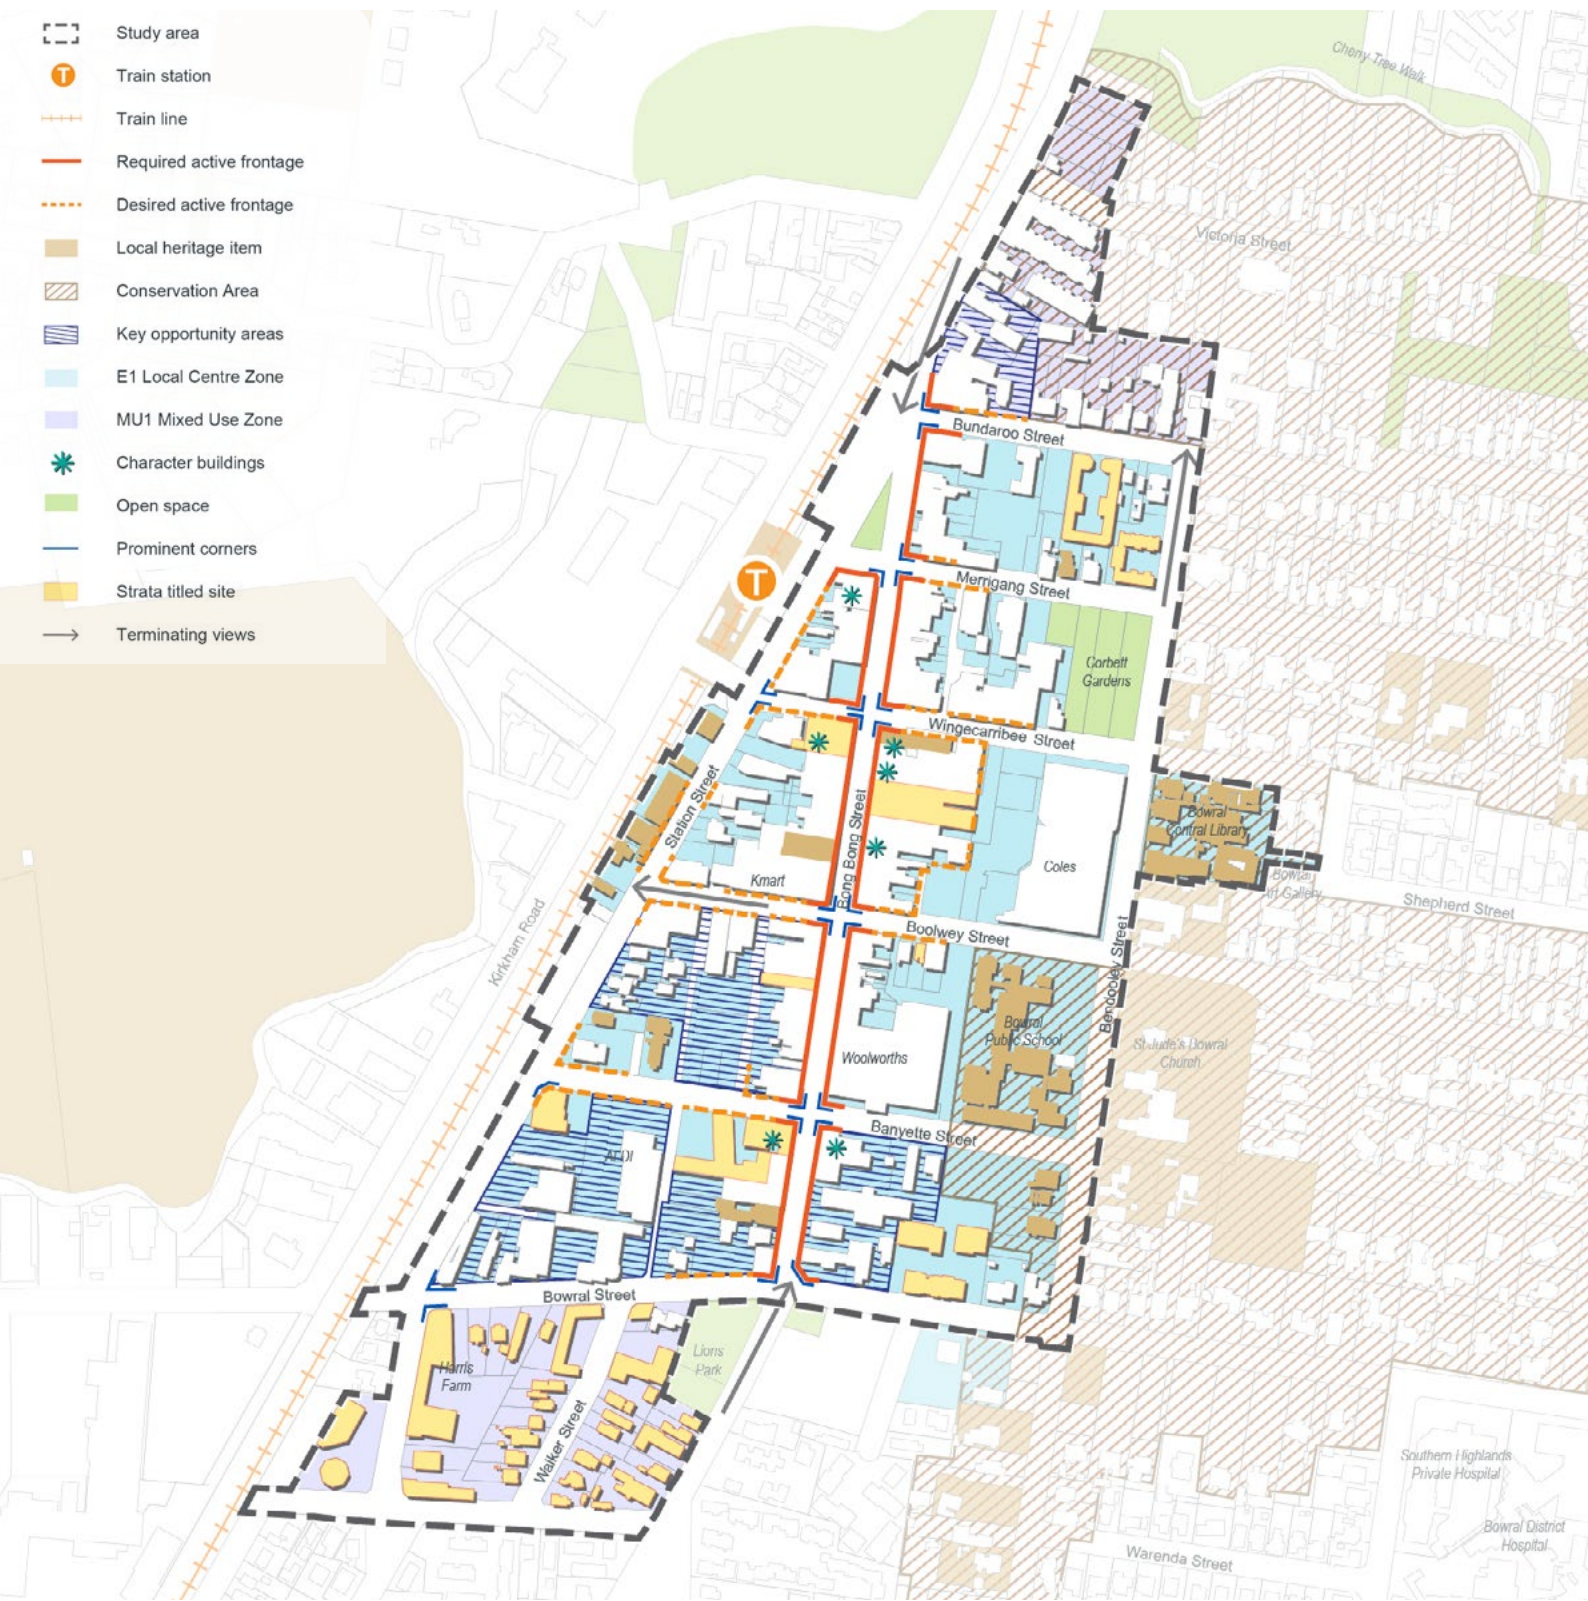 Study area
T
Train station
Train line
Required active frontage
Desired active frontage
Local heritage item
Conservation Area
Key opportunity areas
E1 Local Centre Zone
MU1 Mixed Use Zone
Character buildings
Open space
Prominent corners
Strata titled site
Terminating views
Cherry Tree Walk
Victoria Street
Bundaroo Street
T
Merrigang Street
Corbett
Gardens
Wingecarribee Street
Station Street
Bong Bong Street
Bowral
Central Library
Coles
Kmart
Bowral
Art Gallery
Shepherd Street
Kirkham Road
Boolwey Street
Bendooley Street
Bowral
Public School
St Jude's Bowral
Church
Woolworths
Banyette Street
ALDI
Bowral Street
Lions
Park
Harris
Farm
Walker Street
Southern Highlands
Private Hospital
Bowral District
Hospital
Warenda Street